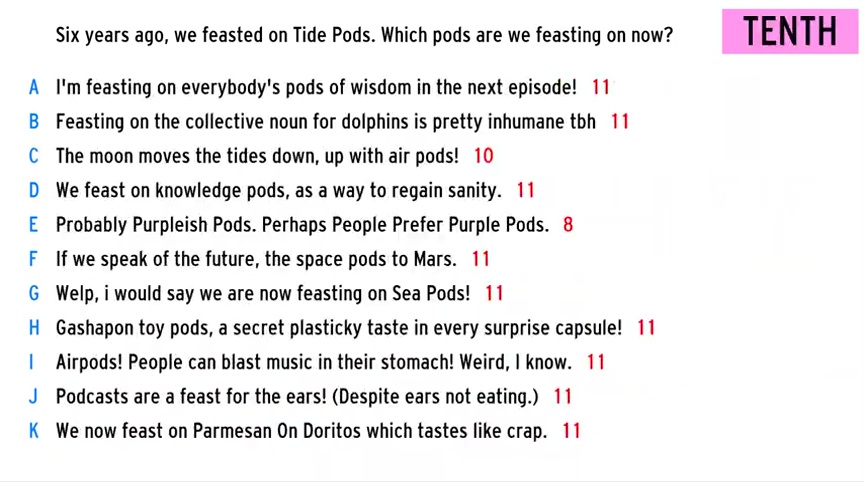 Six years ago, we feasted on Tide Pods. Which pods are we feasting on now?
TENTH
A I'm feasting on everybody's pods of wisdom in the next episode! 11
B Feasting on the collective noun for dolphins is pretty inhumane tbh 11
C The moon moves the tides down, up with air pods! 10
D We feast on knowledge pods, as a way to regain sanity. 11
E Probably Purpleish Pods. Perhaps People Prefer Purple Pods. 8
F If we speak of the future, the space pods to Mars. 11
G Welp, i would say we are now feasting on Sea Pods! 11
H Gashapon toy pods, a secret plasticky taste in every surprise capsule! 11
I Airpods! People can blast music in their stomach! Weird, I know. 11
J Podcasts are a feast for the ears! (Despite ears not eating.) 11
K We now feast on Parmesan On Doritos which tastes like crap. 11